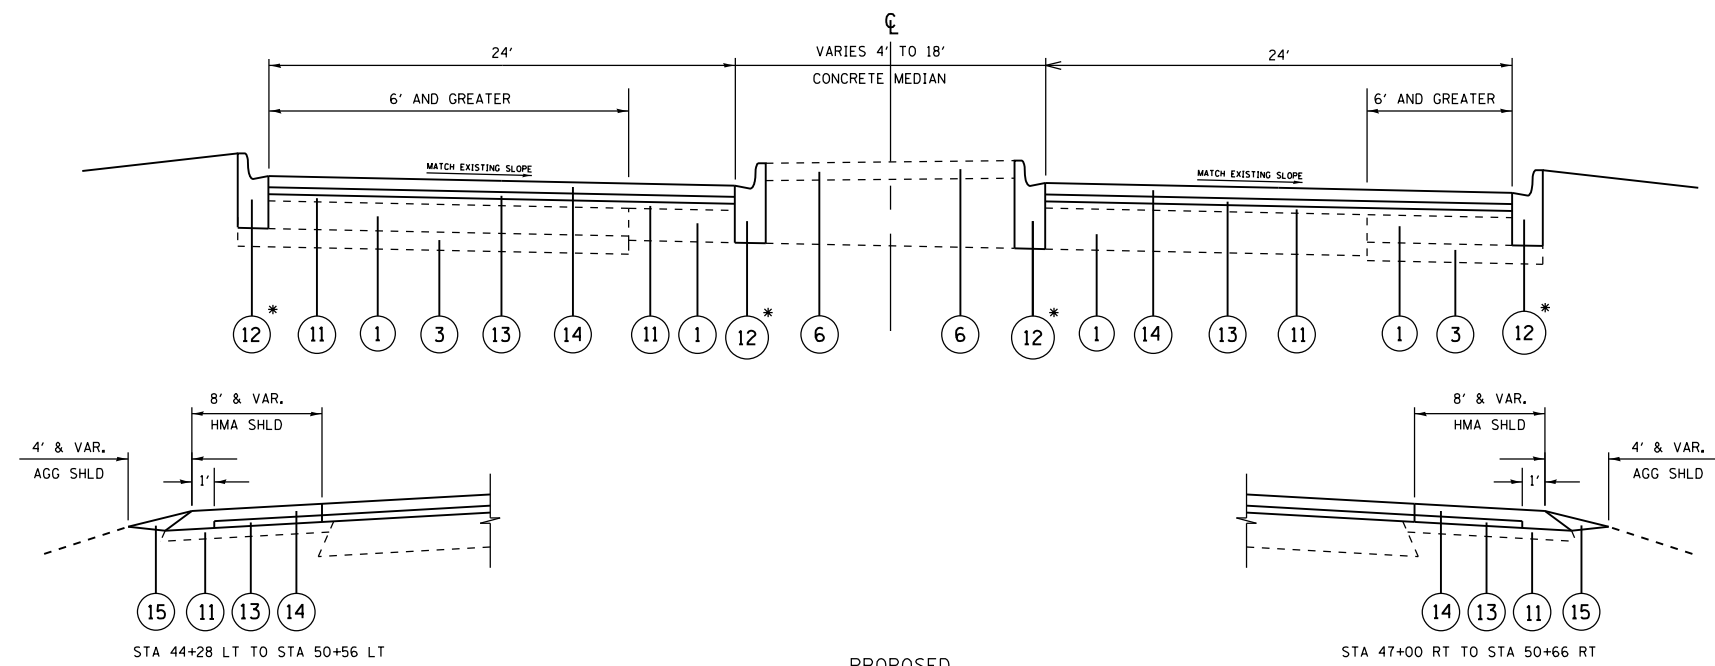 ℄
24'
VARIES 4' TO 18'
24'
CONCRETE MEDIAN
6' AND GREATER
6' AND GREATER
MATCH EXISTING SLOPE
MATCH EXISTING SLOPE
12 * 11 1 3 13 14 11 1 12 * 6 6 12 * 1 14 13 11 1 3 12 *
8' & VAR.
8' & VAR.
HMA SHLD
HMA SHLD
4' & VAR.
4' & VAR.
AGG SHLD
AGG SHLD
1'
1'
15 11 13 14
14 13 11 15
STA 44+28 LT TO STA 50+56 LT
STA 47+00 RT TO STA 50+66 RT
PROPOSED